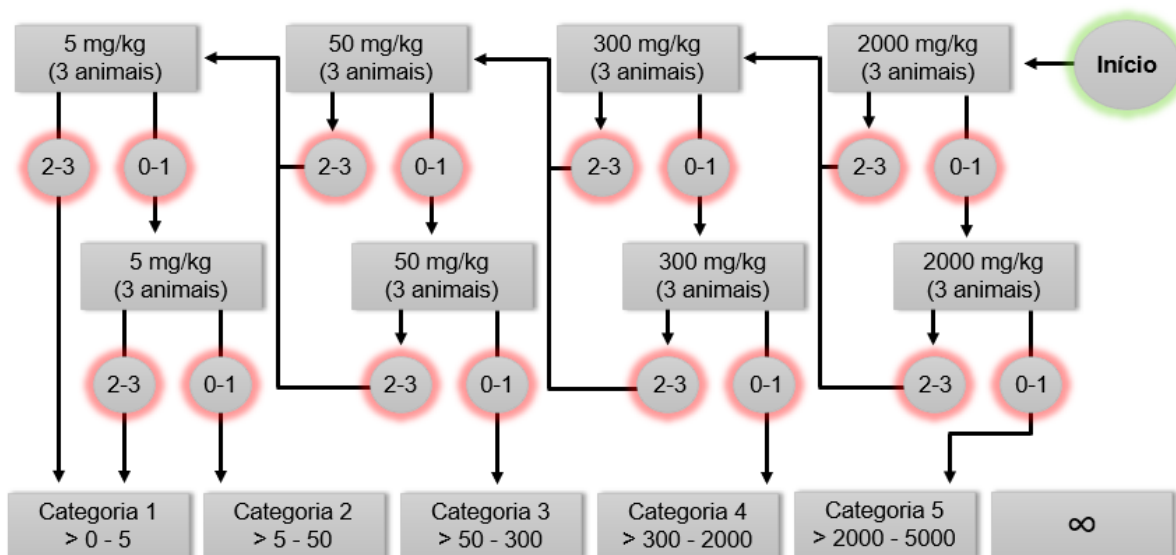 5 mg/kg
(3 animais)
50 mg/kg
(3 animais)
300 mg/kg
(3 animais)
2000 mg/kg
(3 animais)
Início
2-3
0-1
2-3
0-1
2-3
0-1
2-3
0-1
5 mg/kg
(3 animais)
50 mg/kg
(3 animais)
300 mg/kg
(3 animais)
2000 mg/kg
(3 animais)
2-3
0-1
2-3
0-1
2-3
0-1
2-3
0-1
Categoria 1
> 0 - 5
Categoria 2
> 5 - 50
Categoria 3
> 50 - 300
Categoria 4
> 300 - 2000
Categoria 5
> 2000 - 5000
∞